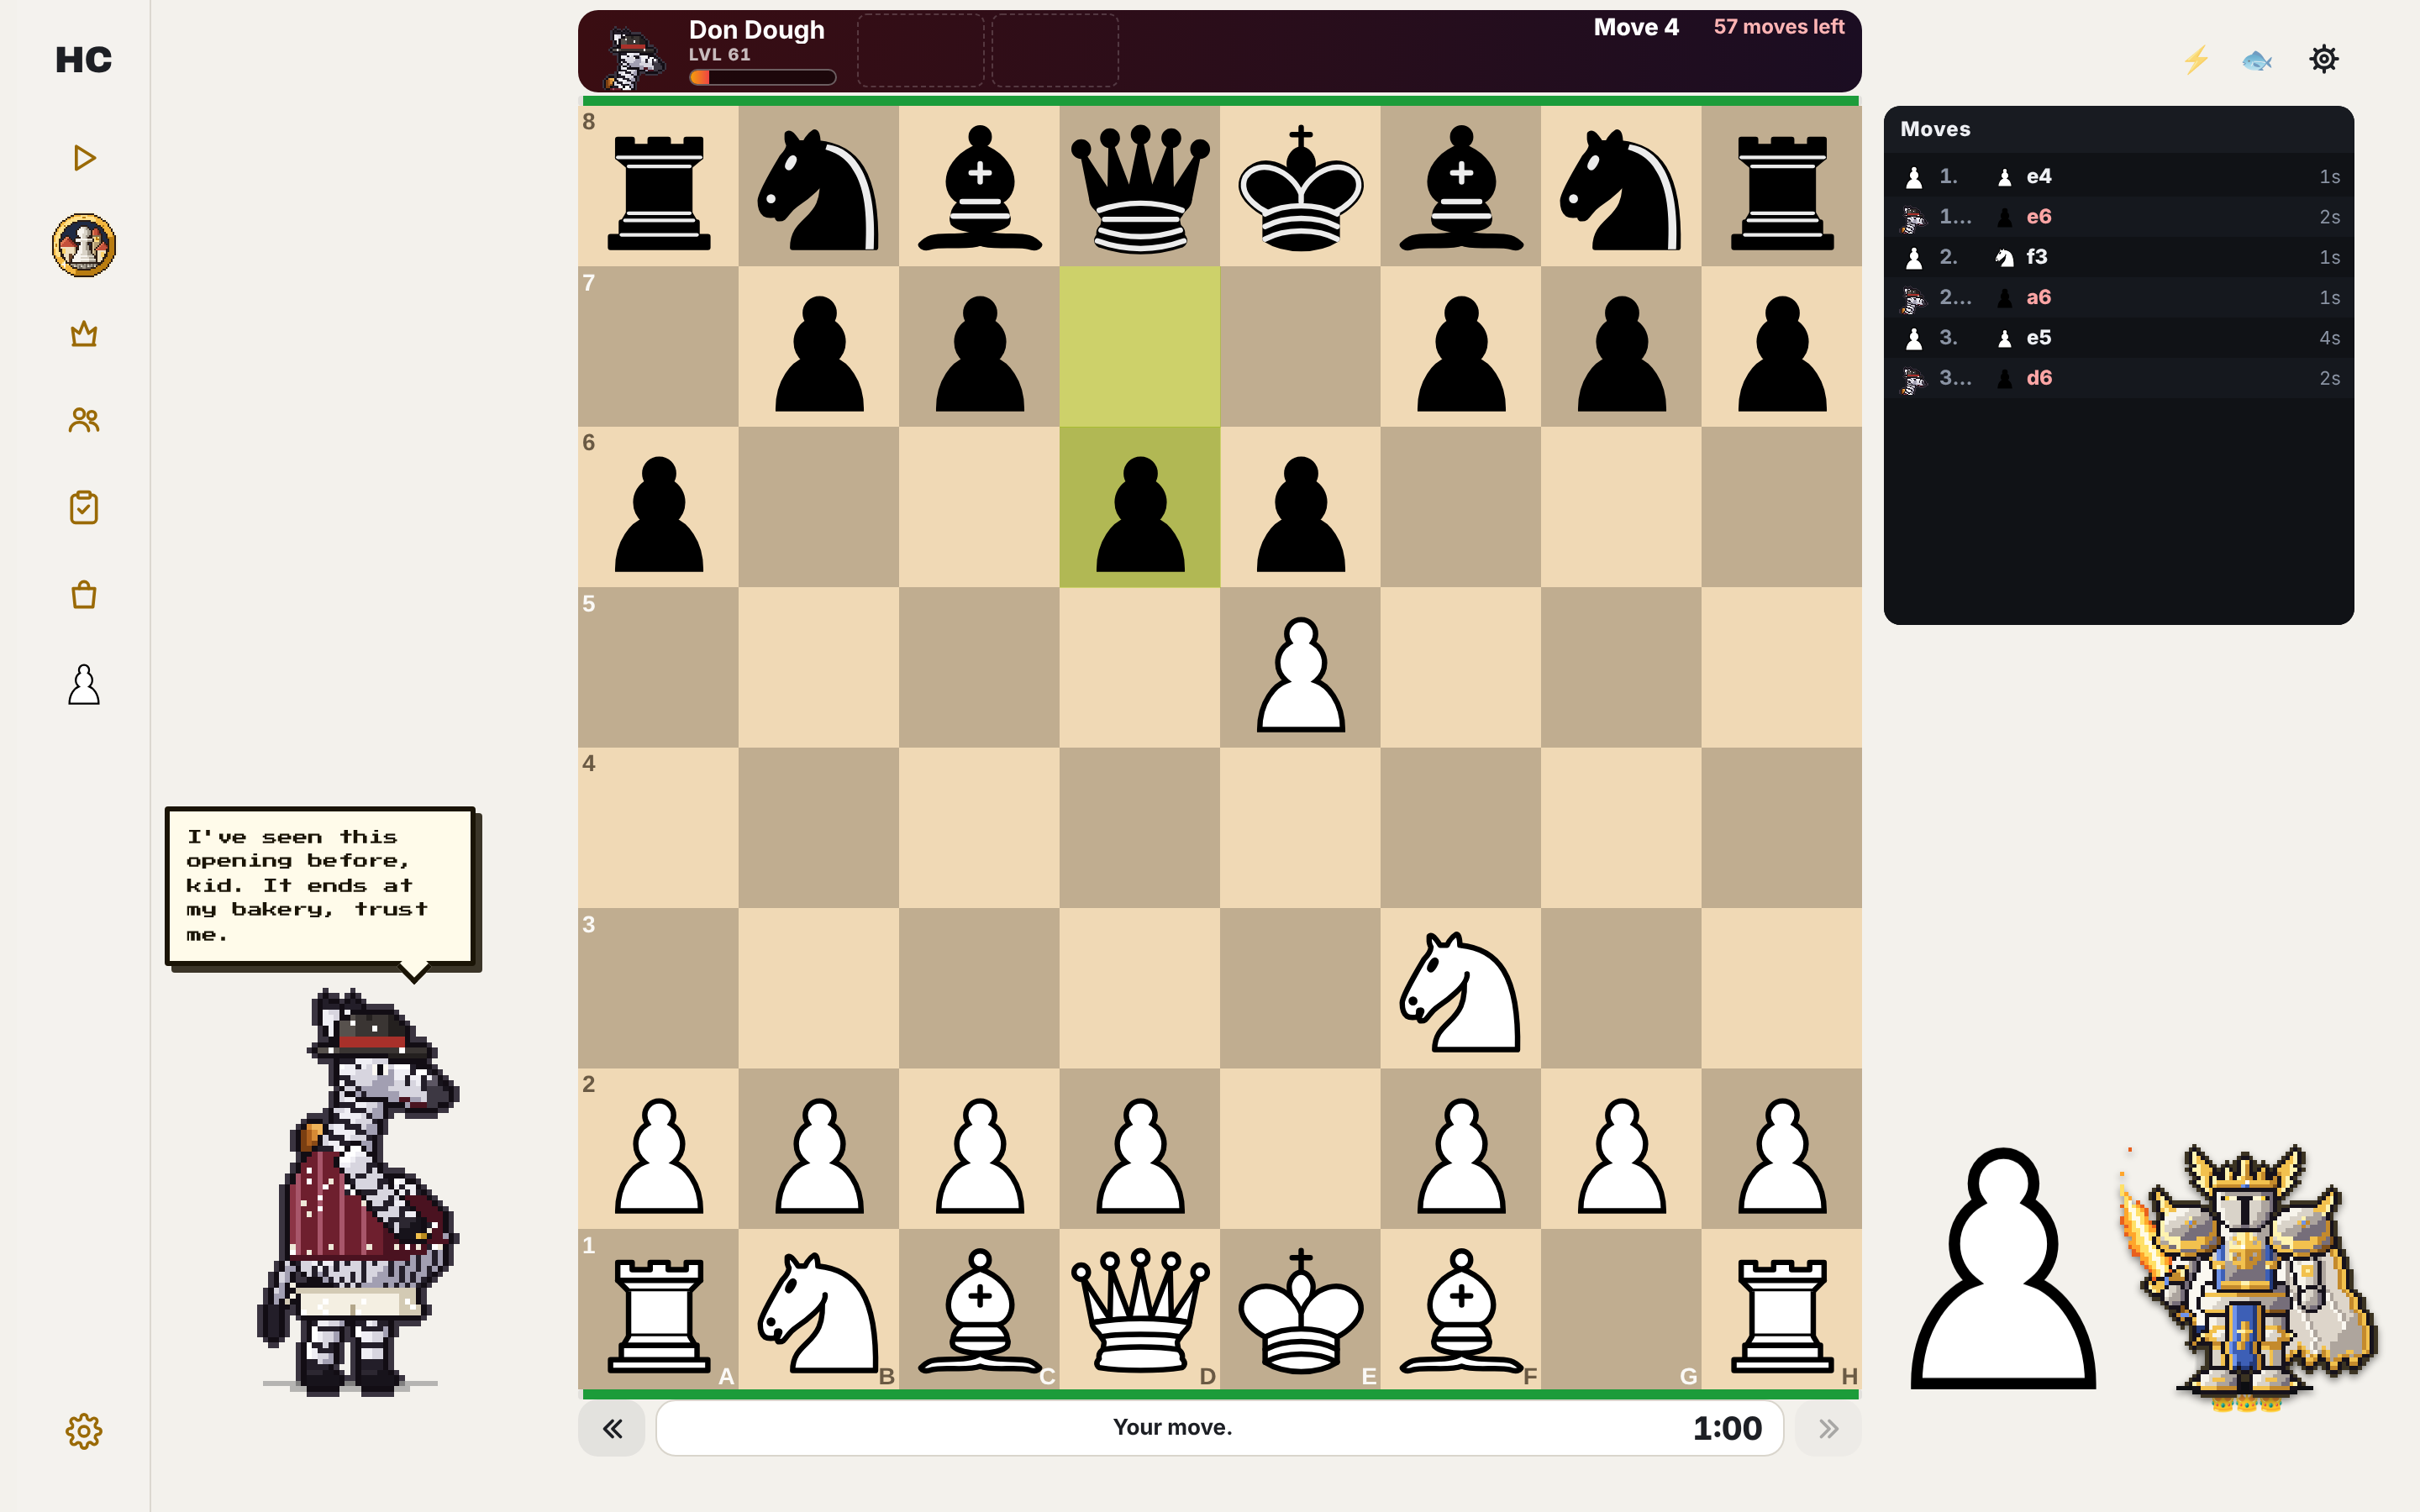 HC
Don Dough
LVL 61
Move 4
57 moves left
8
7
6
5
4
3
2
1
A
B
C
D
E
F
G
H
Moves
1. e4 1s
1... e6 2s
2. f3 1s
2... a6 1s
3. e5 4s
3... d6 2s
I've seen this
opening before,
kid. It ends at
my bakery, trust
me.
Your move.
1:00